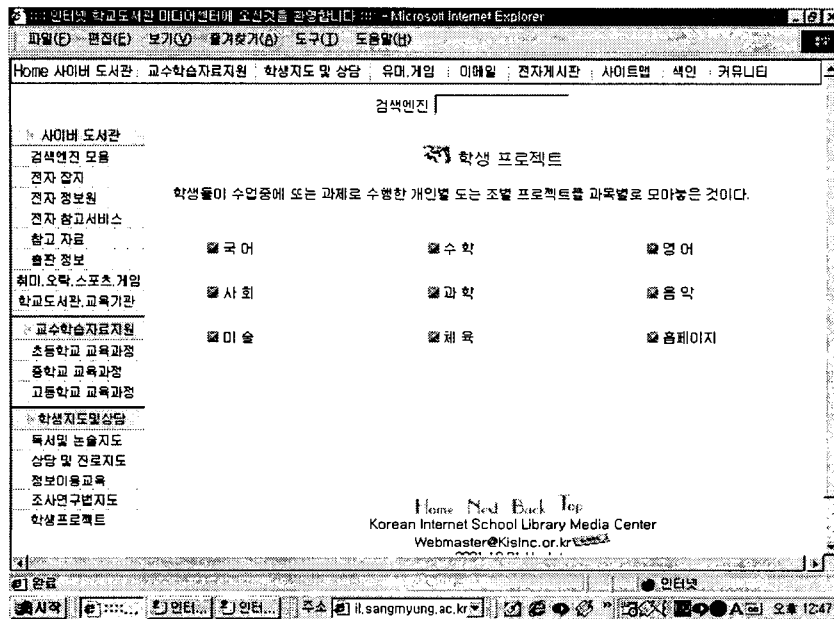 :::: 인터넷 학교도서관 미디어센터에 오신것을 환영합니다 :::: - Microsoft Internet Explorer
파일(F) 편집(E) 보기(V) 즐겨찾기(A) 도구(T) 도움말(H)
Home 사이버 도서관 : 교수학습자료지원 : 학생지도 및 상담 : 유머,게임 : 이메일 : 전자게시판 : 사이트맵 : 색인 : 커뮤니티
검색엔진
사이버 도서관
검색엔진 모음
전자 잡지
전자 정보원
전자 참고서비스
참고 자료
출판 정보
취미,오락,스포츠,게임
학교도서관,교육기관
교수학습자료지원
초등학교 교육과정
중학교 교육과정
고등학교 교육과정
학생지도및상담
독서및 논술지도
상담 및 진로지도
정보이용교육
조사연구법지도
학생프로젝트
학생 프로젝트
학생들이 수업중에 또는 과제로 수행한 개인별 도는 조별 프로젝트를 과목별로 모아놓은 것이다.
국 어 수 학 영 어
사 회 과 학 음 악
미 술 체 육 홈페이지
Home Next Back Top
Korean Internet School Library Media Center
Webmaster@KisInc.or.kr
완료 인터넷
시작 ::::... 인터... 인터... 주소 il.sangmyung.ac.kr A 오후 12:47